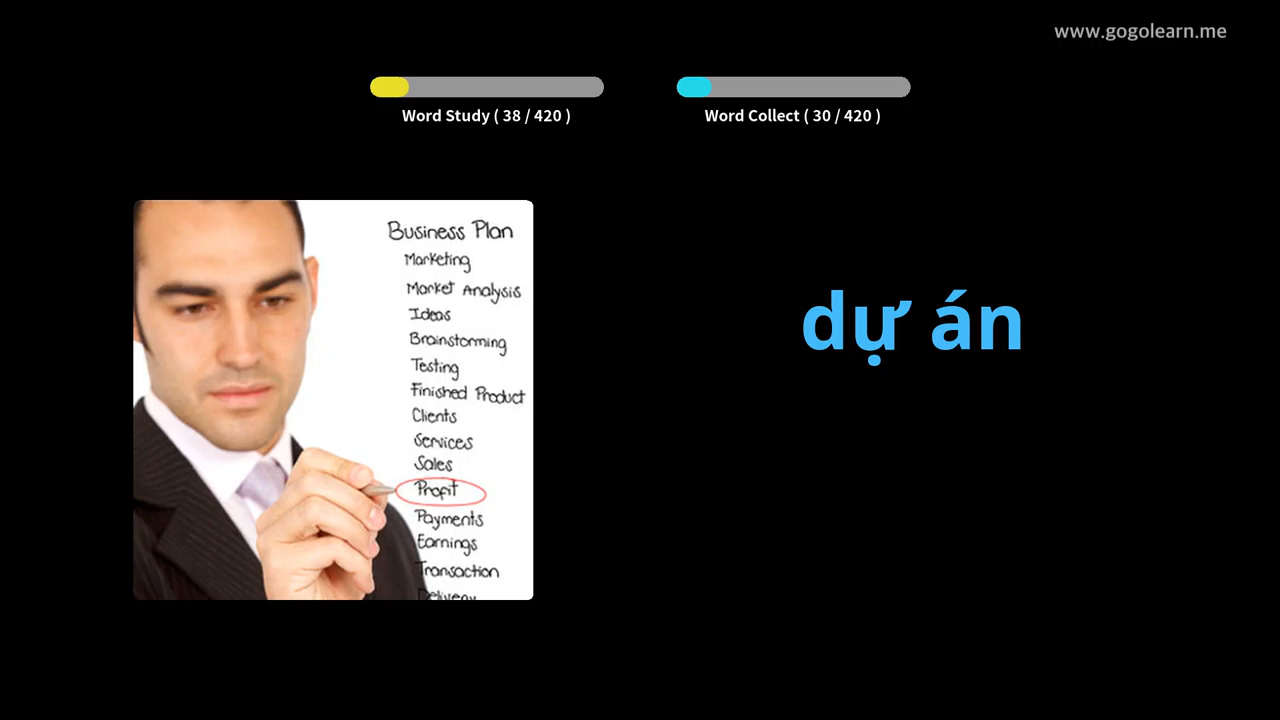 www.gogolearn.me
Word Study ( 38 / 420 )
Word Collect ( 30 / 420 )
Business Plan
Marketing
Market Analysis
Ideas
Brainstorming
Testing
Finished Product
Clients
Services
Sales
Profit
Payments
Earnings
Transaction
Delivery
dự án